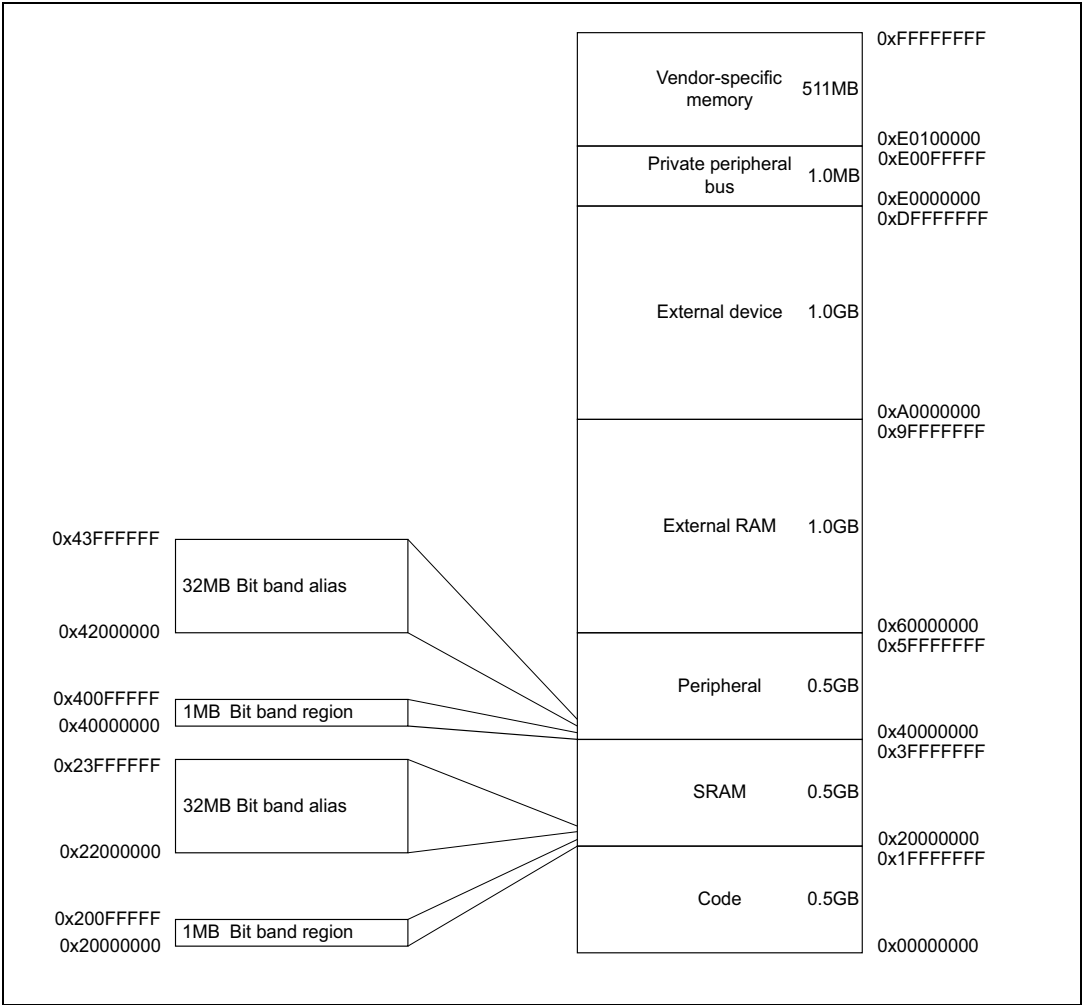 0xFFFFFFFF
Vendor-specific
memory
511MB
0xE0100000
0xE00FFFFF
Private peripheral
bus
1.0MB
0xE0000000
0xDFFFFFFF
External device 1.0GB
0xA0000000
0x9FFFFFFF
External RAM 1.0GB
0x60000000
0x5FFFFFFF
Peripheral 0.5GB
0x40000000
0x3FFFFFFF
SRAM 0.5GB
0x20000000
0x1FFFFFFF
Code 0.5GB
0x00000000
0x43FFFFFF
32MB Bit band alias
0x42000000
0x400FFFFF
1MB Bit band region
0x40000000
0x23FFFFFF
32MB Bit band alias
0x22000000
0x200FFFFF
1MB Bit band region
0x20000000